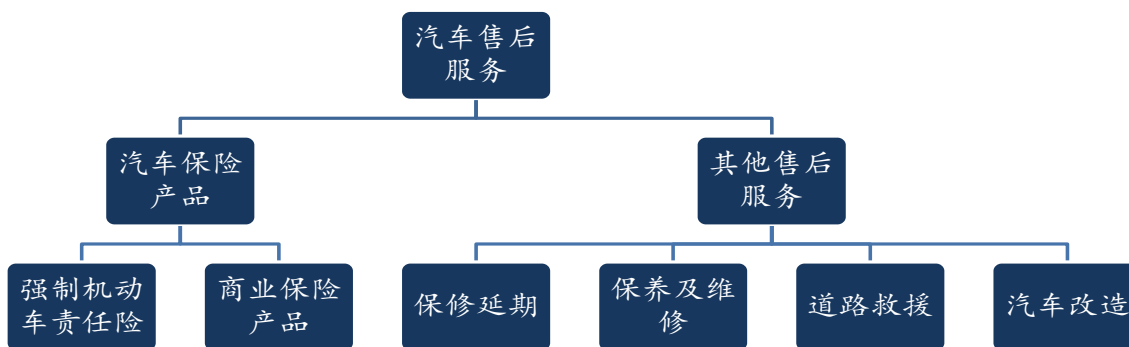 汽车售后
服务
汽车保险
产品
其他售后
服务
强制机动
车责任险
商业保险
产品
保修延期
保养及维
修
道路救援
汽车改造